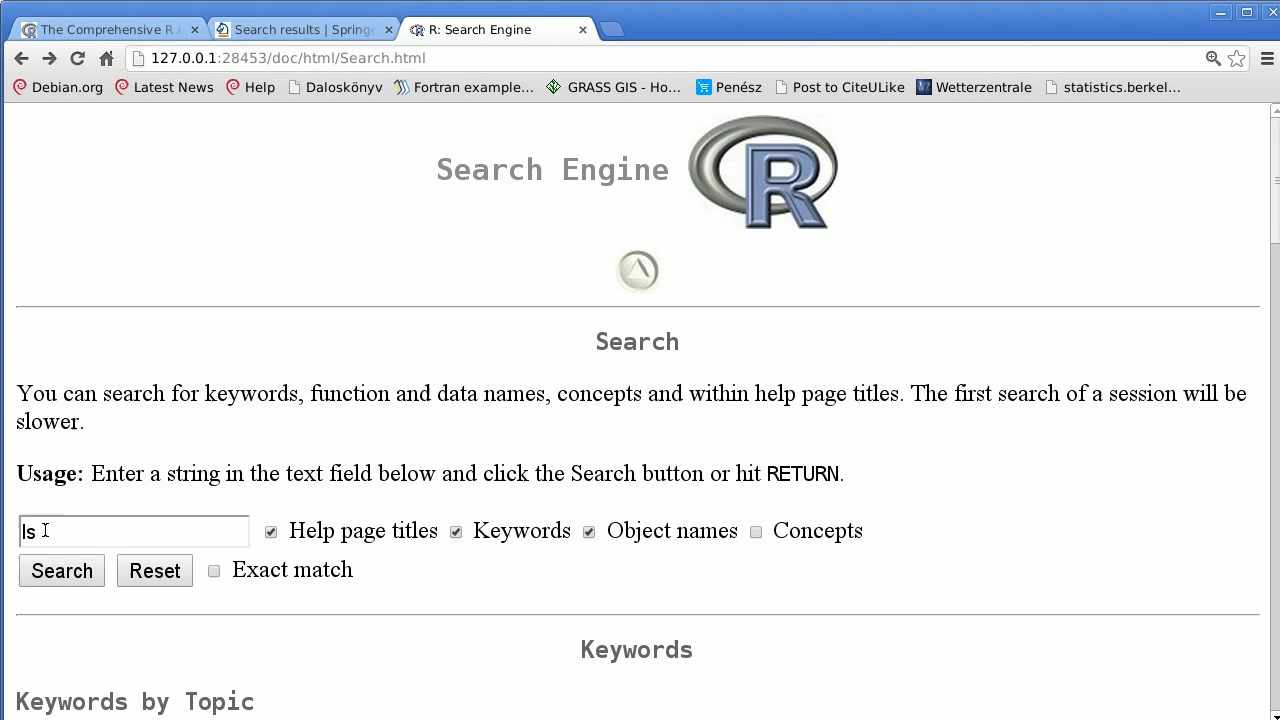 The Comprehensive R A
Search results | Springe
R: Search Engine
127.0.0.1:28453/doc/html/Search.html
Debian.org
Latest News
Help
Daloskönyv
Fortran example...
GRASS GIS - Ho...
Penész
Post to CiteULike
Wetterzentrale
statistics.berkel...
Search Engine
R
Search
You can search for keywords, function and data names, concepts and within help page titles. The first search of a session will be
slower.
Usage: Enter a string in the text field below and click the Search button or hit RETURN.
ls
Help page titles
Keywords
Object names
Concepts
Search
Reset
Exact match
Keywords
Keywords by Topic